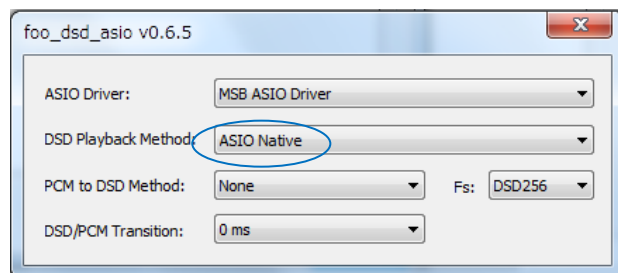 foo_dsd_asio v0.6.5
ASIO Driver: MSB ASIO Driver
DSD Playback Method: ASIO Native
PCM to DSD Method: None Fs: DSD256
DSD/PCM Transition: 0 ms